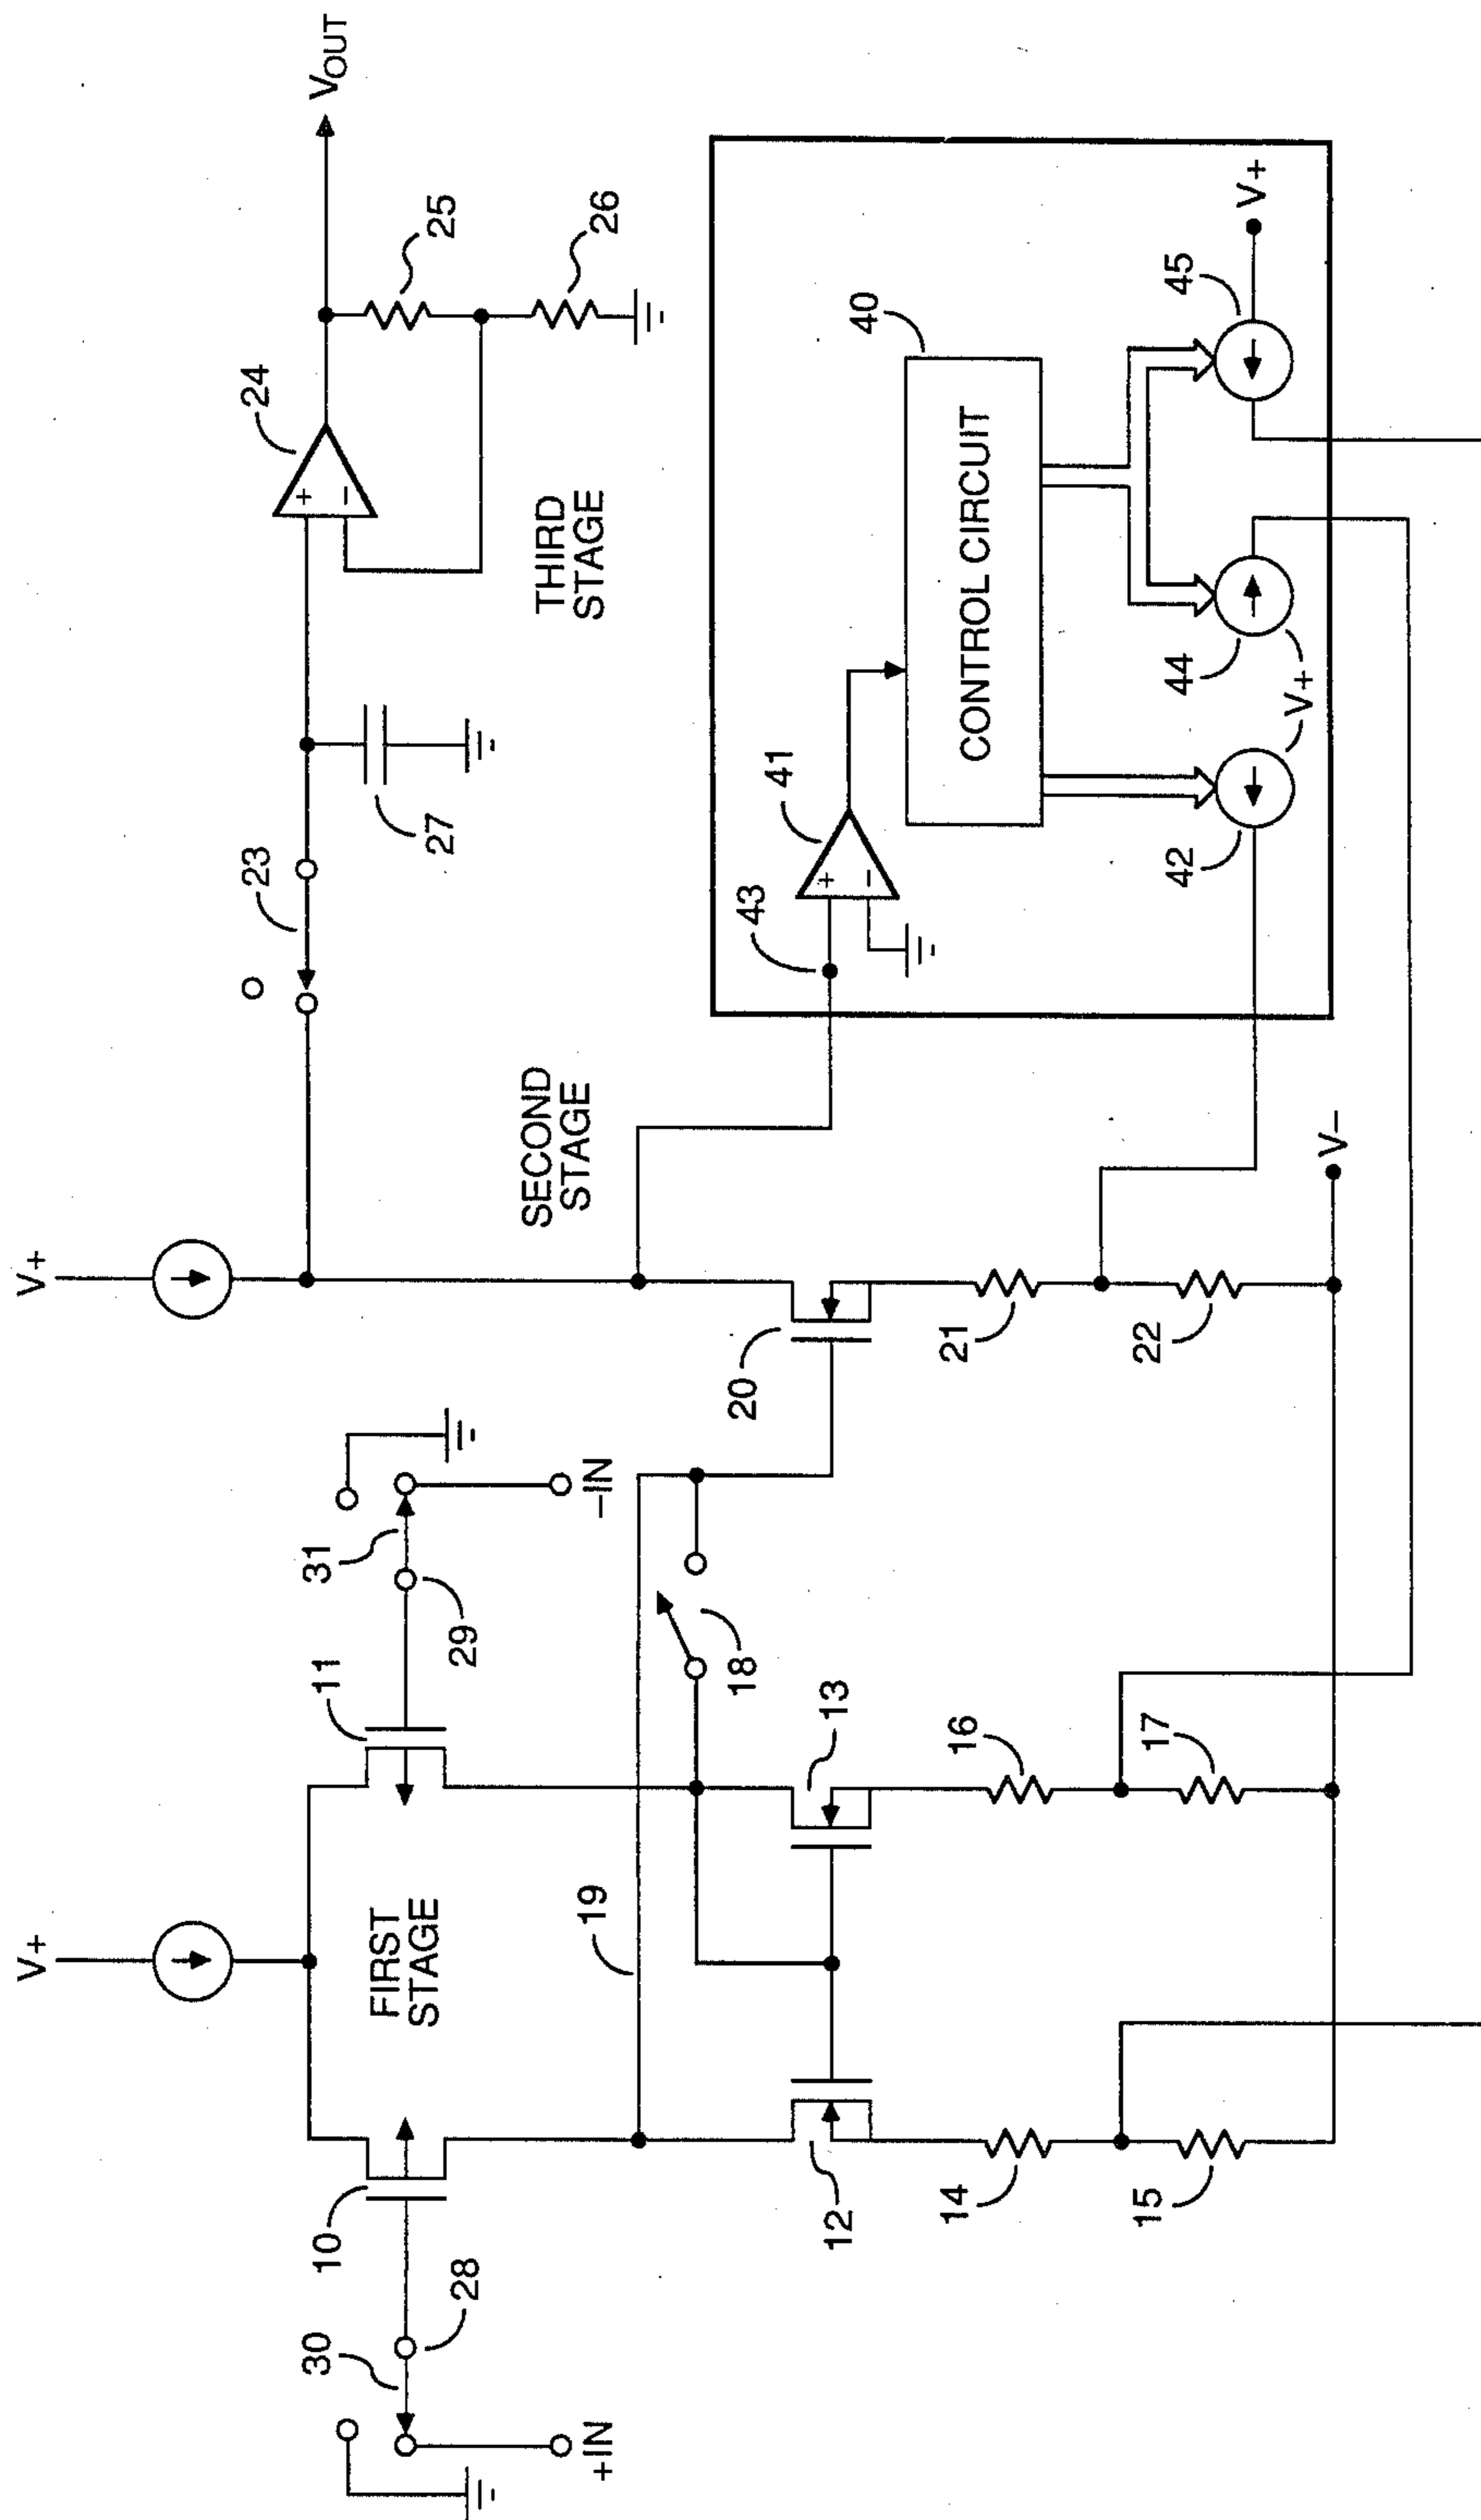 V+
V+
VOUT
23
24
25
26
27
THIRD
STAGE
SECOND
STAGE
FIRST
STAGE
30
28
+IN
10
11
29
31
-IN
19
18
12
13
14
15
16
17
20
21
22
43
41
40
CONTROL CIRCUIT
42
44
45
V+
V+
V-